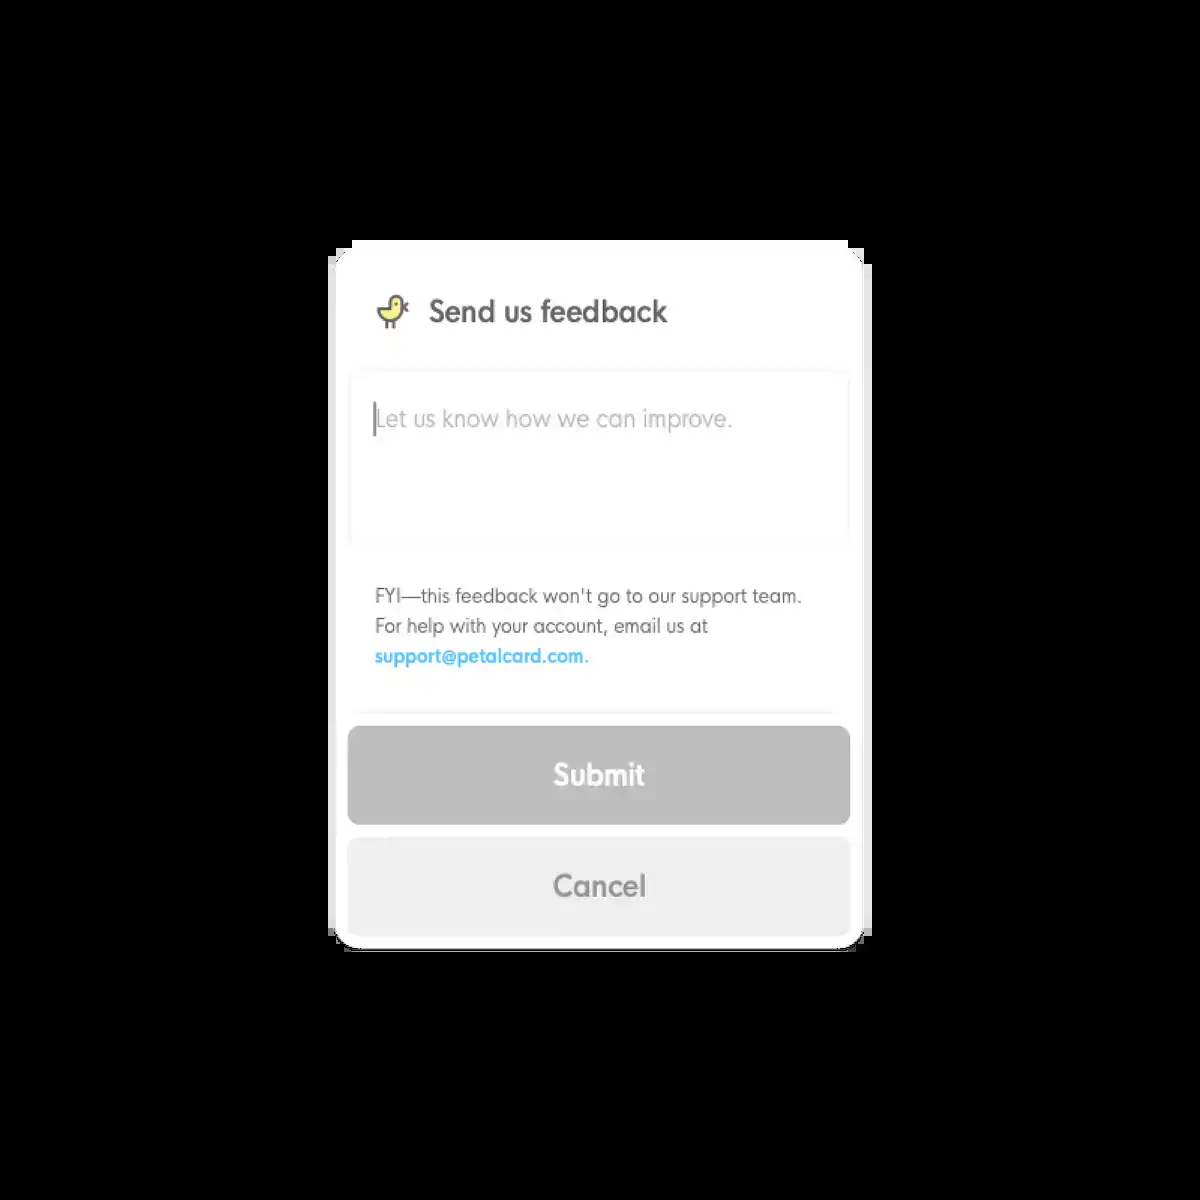 Send us feedback
Let us know how we can improve.
FYI—this feedback won't go to our support team.
For help with your account, email us at
support@petalcard.com.
Submit
Cancel